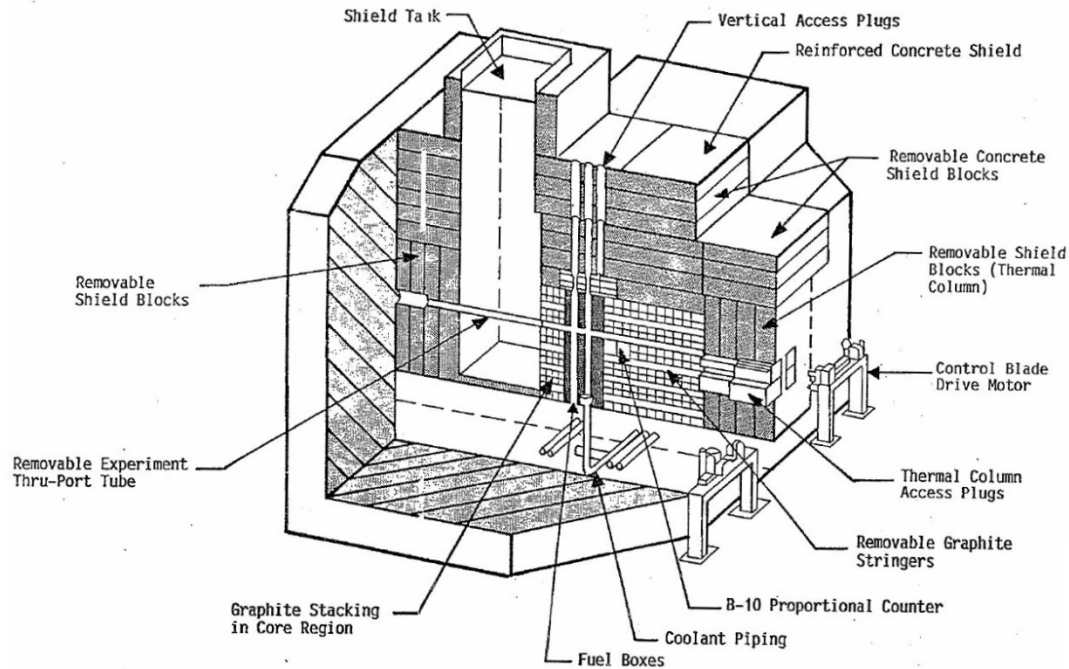 Shield Tank
Vertical Access Plugs
Reinforced Concrete Shield
Removable Concrete
Shield Blocks
Removable Shield
Blocks (Thermal
Column)
Removable
Shield Blocks
Control Blade
Drive Motor
Removable Experiment
Thru-Port Tube
Thermal Column
Access Plugs
Removable Graphite
Stringers
Graphite Stacking
in Core Region
B-10 Proportional Counter
Coolant Piping
Fuel Boxes